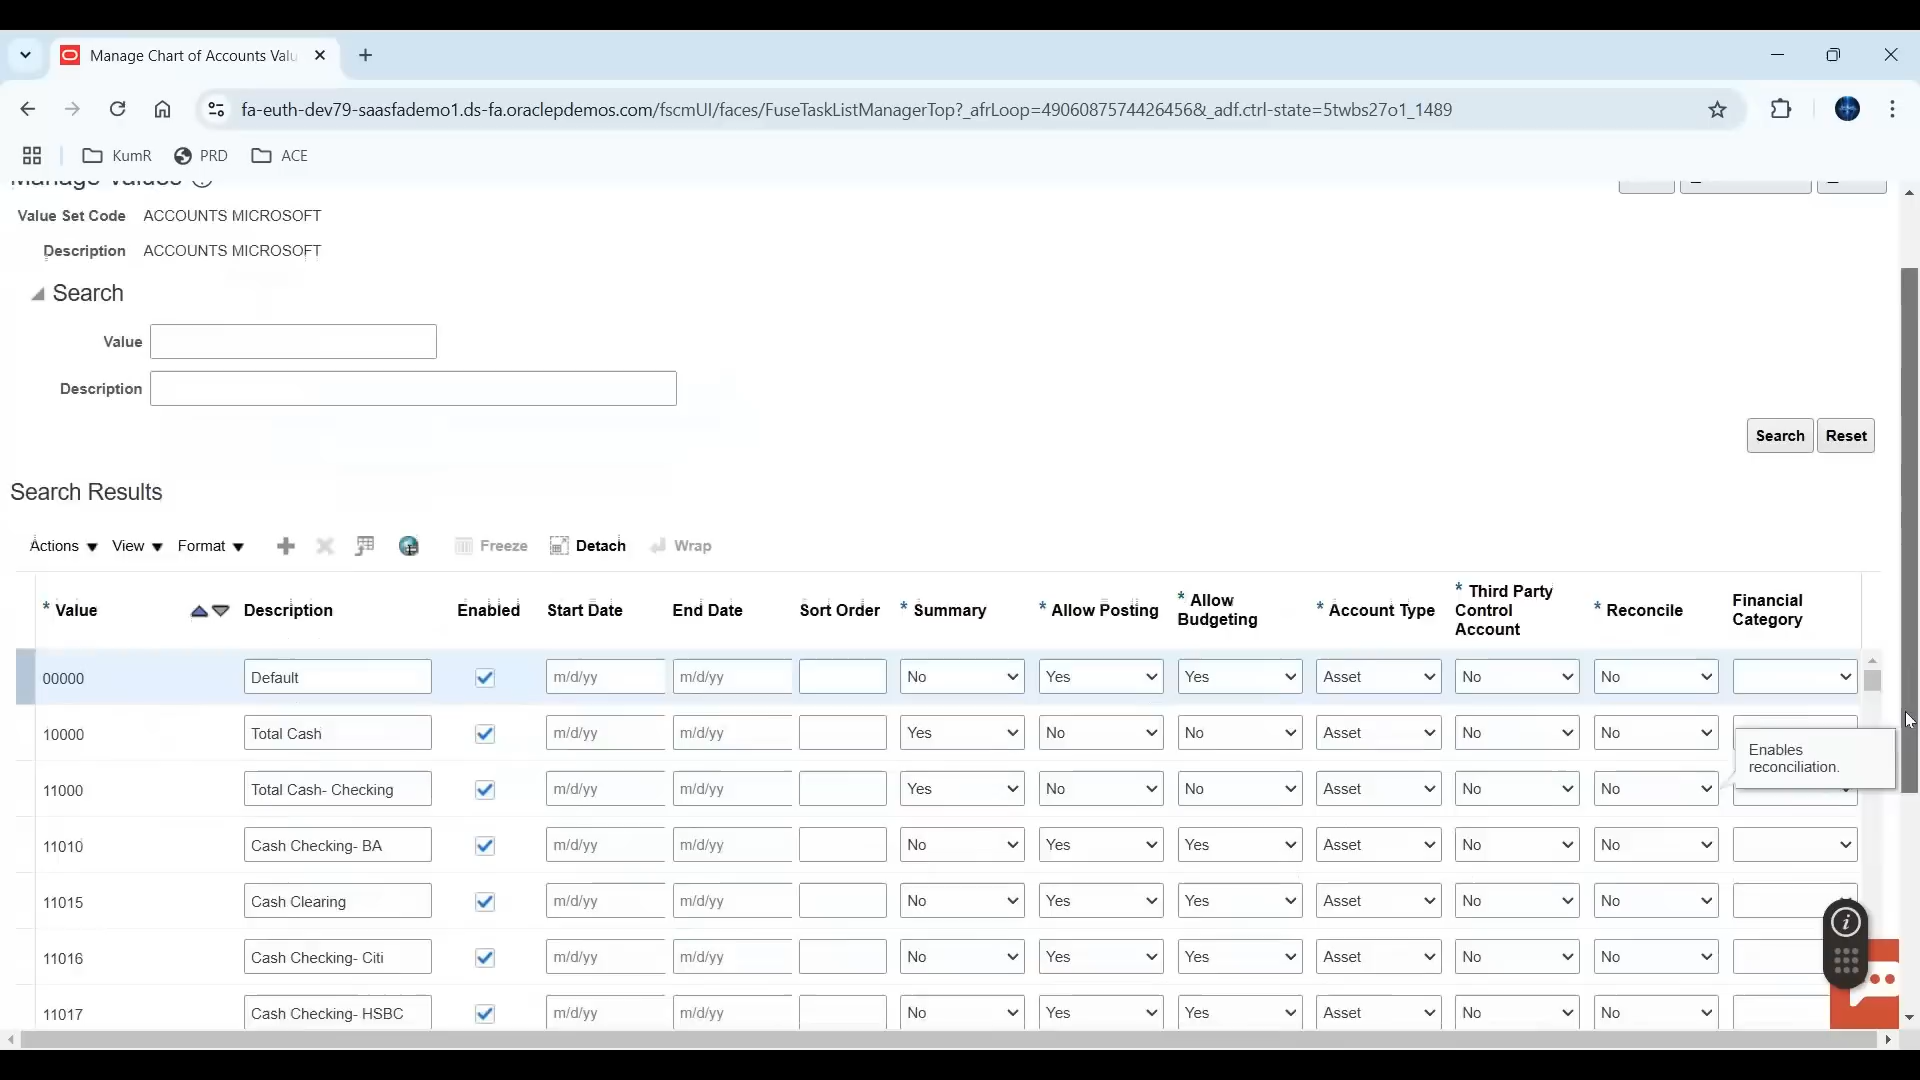 Manage Chart of Accounts Valu
fa-euth-dev79-saasfademo1.ds-fa.oraclepdemos.com/fscmUI/faces/FuseTaskListManagerTop?_afrLoop=49060875744426456&_adf.ctrl-state=5twbs27o1_1489
KumR PRD ACE
Manage Values
Value Set Code ACCOUNTS MICROSOFT
Description ACCOUNTS MICROSOFT
Search
Value
Description
Search Reset
Search Results
Actions View Format Freeze Detach Wrap
* Value Description Enabled Start Date End Date Sort Order * Summary * Allow Posting * Allow Budgeting * Account Type * Third Party Control Account * Reconcile Financial Category
00000 Default m/d/yy m/d/yy No Yes Yes Asset No No
10000 Total Cash m/d/yy m/d/yy Yes No No Asset No No
Enables
reconciliation.
11000 Total Cash- Checking m/d/yy m/d/yy Yes No No Asset No No
11010 Cash Checking- BA m/d/yy m/d/yy No Yes Yes Asset No No
11015 Cash Clearing m/d/yy m/d/yy No Yes Yes Asset No No
11016 Cash Checking- Citi m/d/yy m/d/yy No Yes Yes Asset No No
11017 Cash Checking- HSBC m/d/yy m/d/yy No Yes Yes Asset No No